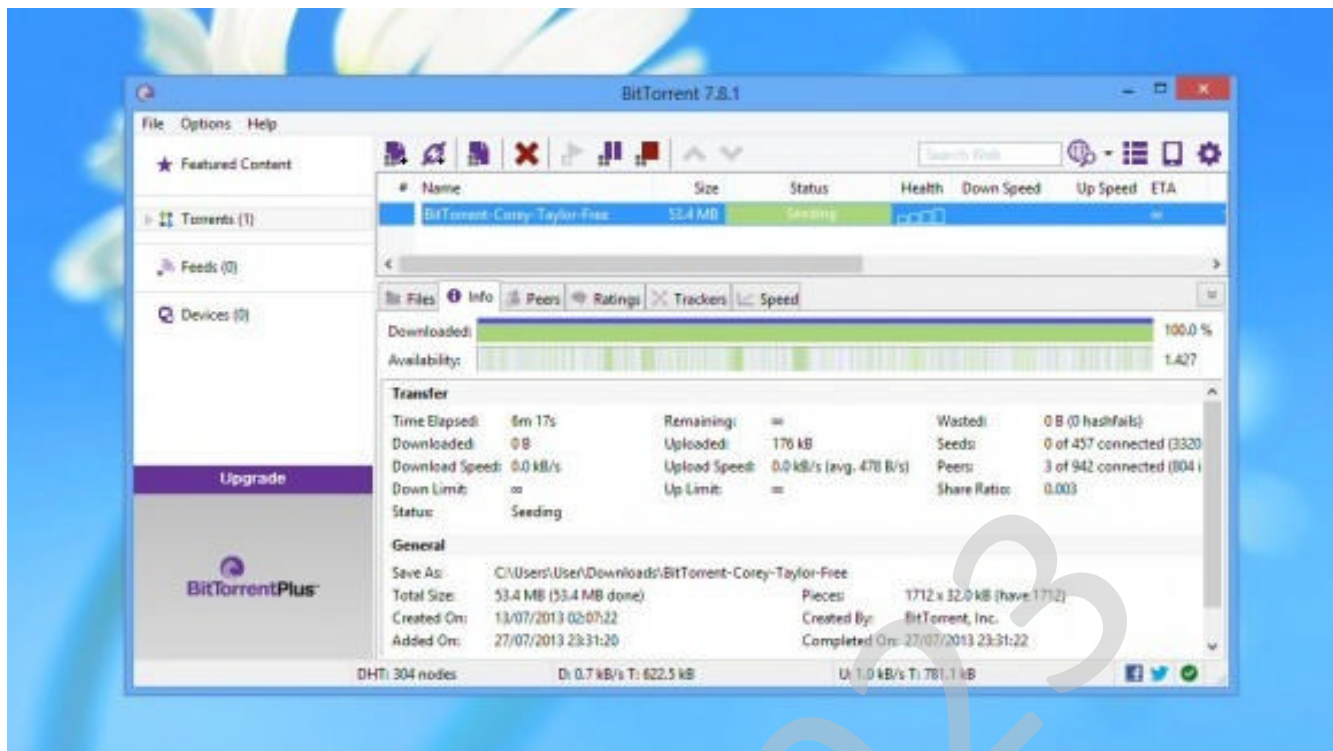 BitTorrent 7.8.1
File Options Help
Featured Content
Torrents (1)
Feeds (0)
Devices (0)
Upgrade
BitTorrentPlus
Search Web
# Name Size Status Health Down Speed Up Speed ETA
BitTorrent-Corey-Taylor-Free 53.4 MB Seeding ∞
Files Info Peers Ratings Trackers Speed
Downloaded: 100.0 %
Availability: 1.427
Transfer
Time Elapsed: 6m 17s Remaining: ∞ Wasted: 0 B (0 hashfails)
Downloaded: 0 B Uploaded: 176 kB Seeds: 0 of 457 connected (3320
Download Speed: 0.0 kB/s Upload Speed: 0.0 kB/s (avg. 478 B/s) Peers: 3 of 942 connected (804 i
Down Limit: ∞ Up Limit: ∞ Share Ratio: 0.003
Status: Seeding
General
Save As: C:\Users\User\Downloads\BitTorrent-Corey-Taylor-Free
Total Size: 53.4 MB (53.4 MB done) Pieces: 1712 x 32.0 kB (have 1712)
Created On: 13/07/2013 02:07:22 Created By: BitTorrent, Inc.
Added On: 27/07/2013 23:31:20 Completed On: 27/07/2013 23:31:22
DHT: 304 nodes D: 0.7 kB/s T: 622.5 kB U: 1.0 kB/s T: 781.1 kB
23